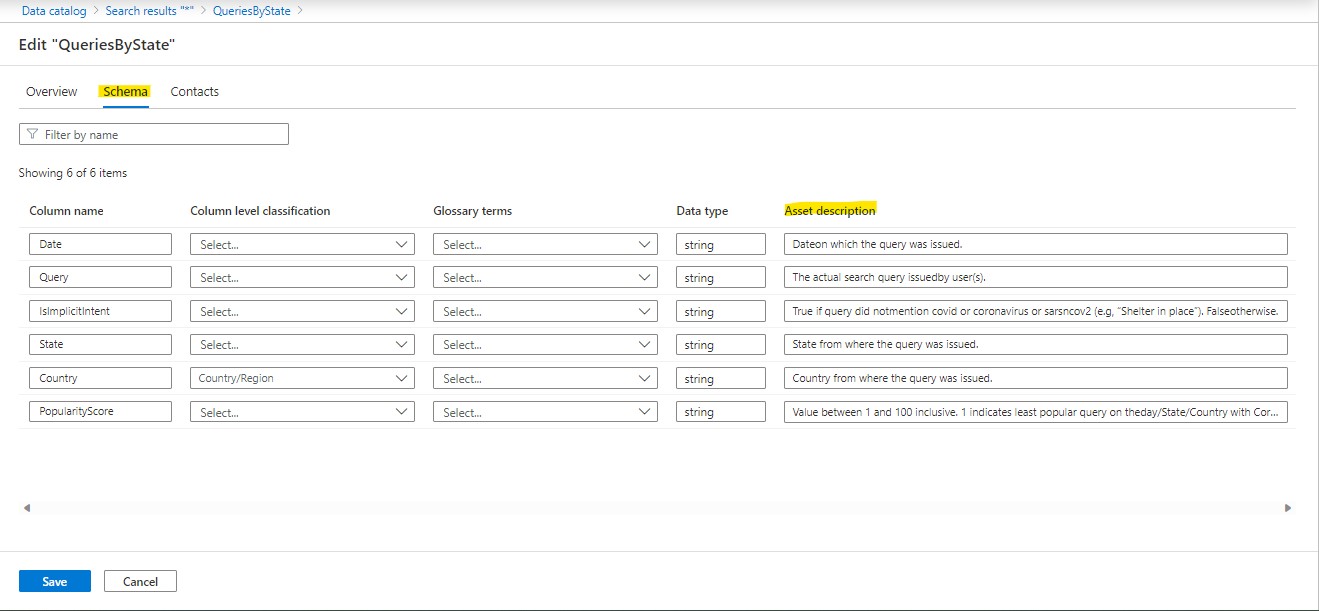 Data catalog > Search results "*" > QueriesByState >
Edit "QueriesByState"
Overview Schema Contacts
Filter by name
Showing 6 of 6 items
Column name Column level classification Glossary terms Data type Asset description
Date Select... Select... string Dateon which the query was issued.
Query Select... Select... string The actual search query issuedby user(s).
IsImplicitIntent Select... Select... string True if query did notmention covid or coronavirus or sarsncov2 (e.g, "Shelter in place"). Falseotherwise.
State Select... Select... string State from where the query was issued.
Country Country/Region Select... string Country from where the query was issued.
PopularityScore Select... Select... string Value between 1 and 100 inclusive. 1 indicates least popular query on theday/State/Country with Cor...
Save Cancel